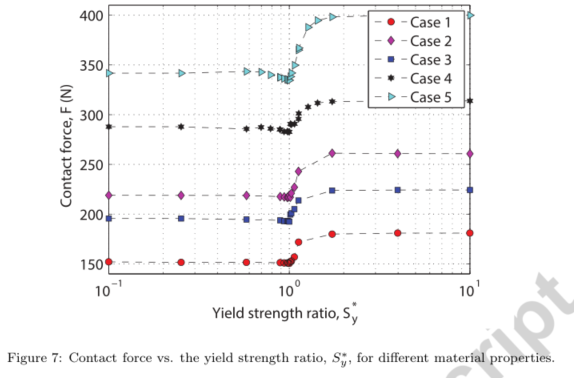 400
350
300
250
200
150
Contact force, F (N)
Case 1
Case 2
Case 3
Case 4
Case 5
10⁻¹
10⁰
10¹
Yield strength ratio, S*y
Figure 7: Contact force vs. the yield strength ratio, S*y, for different material properties.
cript